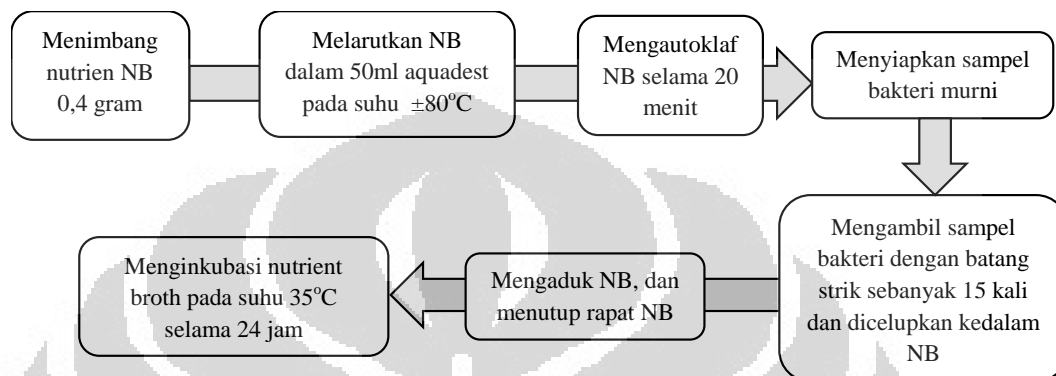 Menimbang
nutrien NB
0,4 gram
Melarutkan NB
dalam 50ml aquadest
pada suhu ±80°C
Mengautoklaf
NB selama 20
menit
Menyiapkan sampel
bakteri murni
Mengambil sampel
bakteri dengan batang
strik sebanyak 15 kali
dan dicelupkan kedalam
NB
Mengaduk NB, dan
menutup rapat NB
Menginkubasi nutrient
broth pada suhu 35°C
selama 24 jam